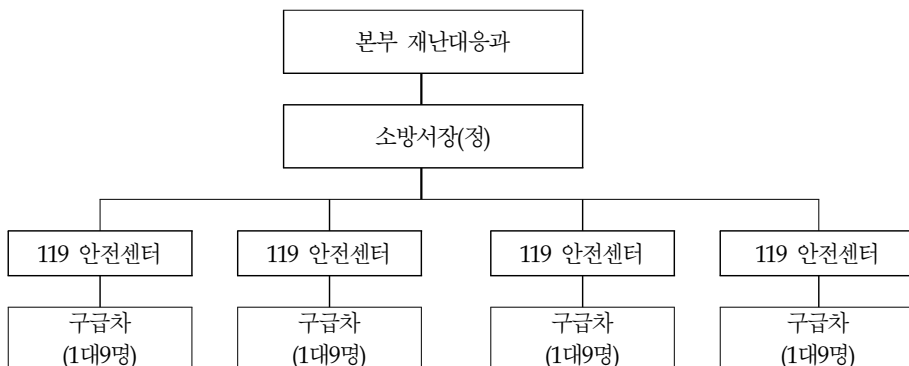 본부 재난대응과
소방서장(정)
119 안전센터 119 안전센터 119 안전센터 119 안전센터
구급차 구급차 구급차 구급차
(1대9명) (1대9명) (1대9명) (1대9명)